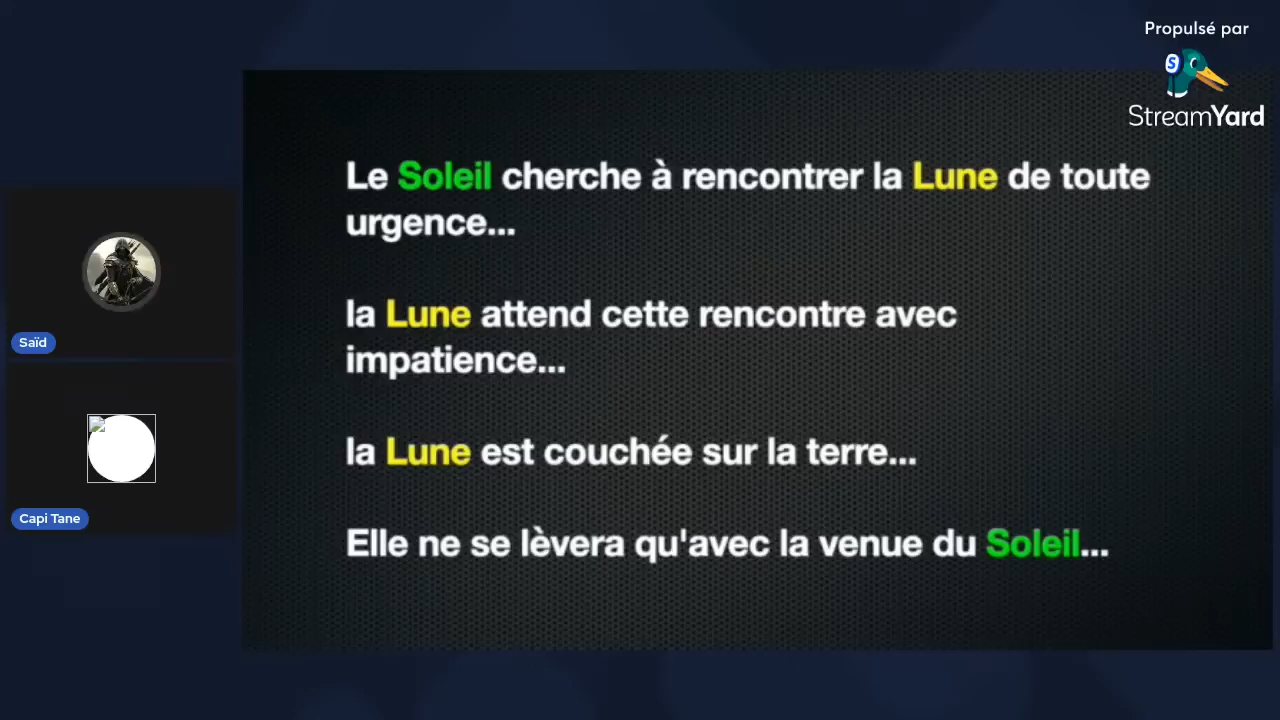 Propulsé par
StreamYard
Le Soleil cherche à rencontrer la Lune de toute
urgence...
la Lune attend cette rencontre avec
impatience...
la Lune est couchée sur la terre...
Elle ne se lèvera qu'avec la venue du Soleil...
Saïd
Capi Tane